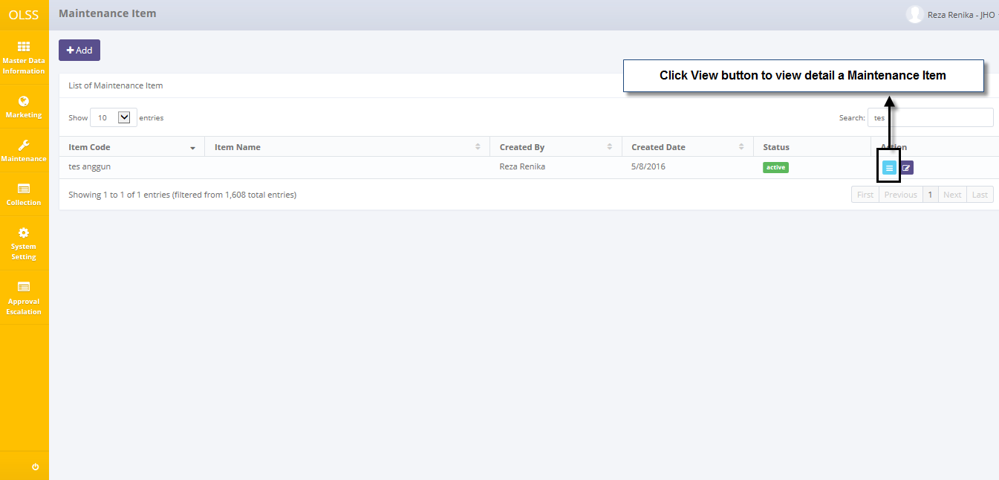 OLSS
Maintenance Item
Reza Renika - JHO
Master Data
Information
Marketing
Maintenance
Collection
System
Setting
Approval
Escalation
Add
Click View button to view detail a Maintenance Item
List of Maintenance Item
Show 10 entries
Search: tes
Item Code Item Name Created By Created Date Status Action
tes anggun Reza Renika 5/8/2016 active
Showing 1 to 1 of 1 entries (filtered from 1,608 total entries)
First Previous 1 Next Last